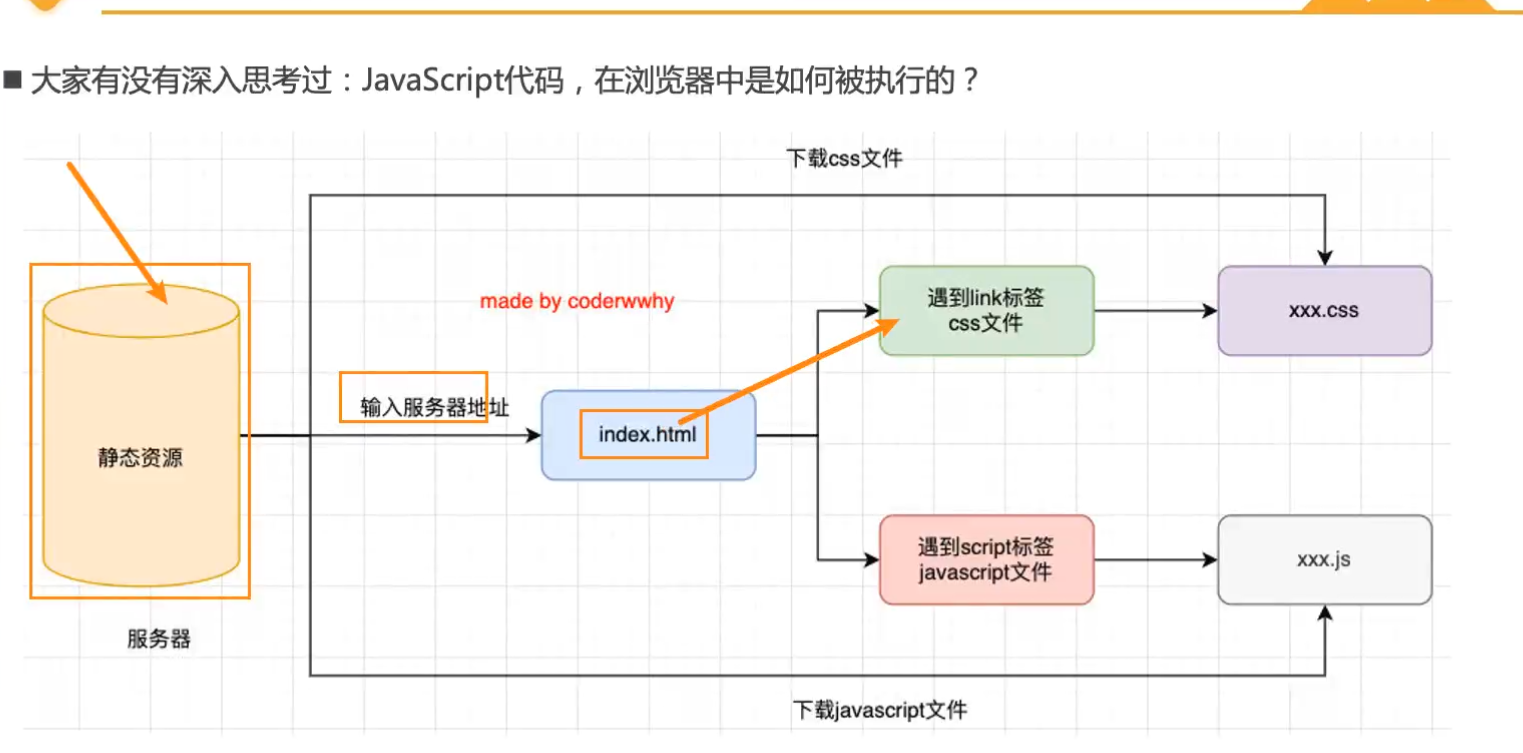 ■ 大家有没有深入思考过：JavaScript代码，在浏览器中是如何被执行的？
下载css文件
遇到link标签
css文件
xxx.css
made by coderwwhy
输入服务器地址
index.html
静态资源
遇到script标签
javascript文件
xxx.js
服务器
下载javascript文件